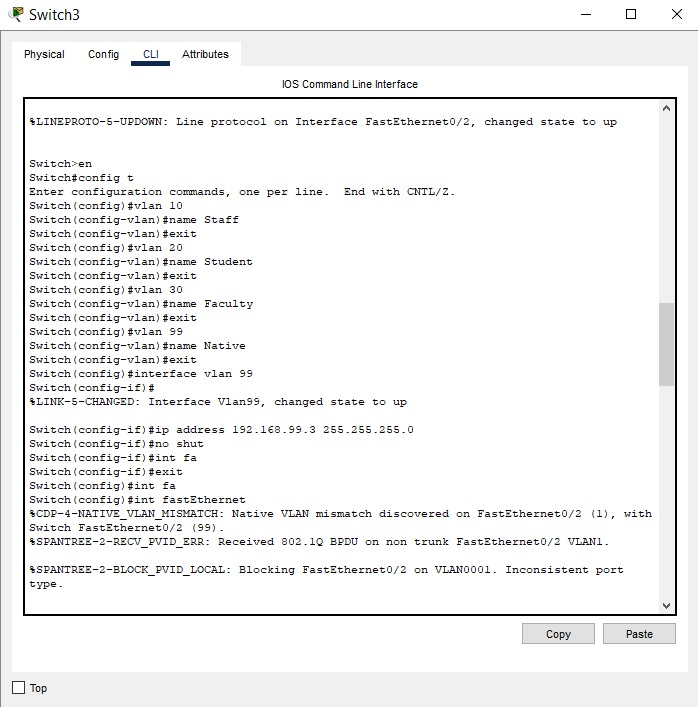 Switch3
Physical Config CLI Attributes
IOS Command Line Interface
%LINEPROTO-5-UPDOWN: Line protocol on Interface FastEthernet0/2, changed state to up
Switch>en
Switch#config t
Enter configuration commands, one per line.  End with CNTL/Z.
Switch(config)#vlan 10
Switch(config-vlan)#name Staff
Switch(config-vlan)#exit
Switch(config)#vlan 20
Switch(config-vlan)#name Student
Switch(config-vlan)#exit
Switch(config)#vlan 30
Switch(config-vlan)#name Faculty
Switch(config-vlan)#exit
Switch(config)#vlan 99
Switch(config-vlan)#name Native
Switch(config-vlan)#exit
Switch(config)#interface vlan 99
Switch(config-if)#
%LINK-5-CHANGED: Interface Vlan99, changed state to up
Switch(config-if)#ip address 192.168.99.3 255.255.255.0
Switch(config-if)#no shut
Switch(config-if)#int fa
Switch(config-if)#exit
Switch(config)#int fa
Switch(config)#int fastEthernet
%CDP-4-NATIVE_VLAN_MISMATCH: Native VLAN mismatch discovered on FastEthernet0/2 (1), with
Switch FastEthernet0/2 (99).
%SPANTREE-2-RECV_PVID_ERR: Received 802.1Q BPDU on non trunk FastEthernet0/2 VLAN1.
%SPANTREE-2-BLOCK_PVID_LOCAL: Blocking FastEthernet0/2 on VLAN0001. Inconsistent port
type.
Copy Paste
Top